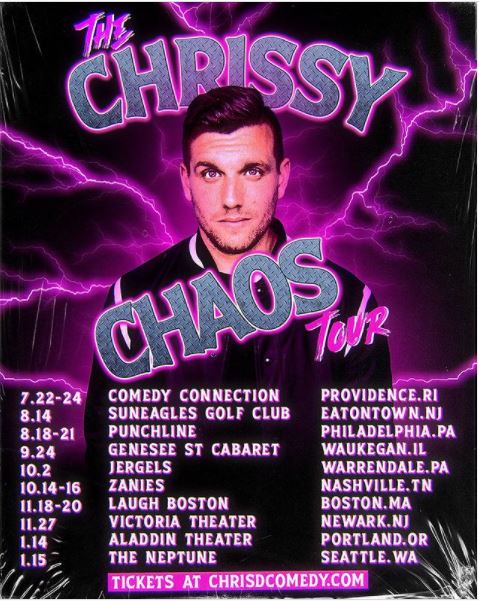 THE
CHRISSY
CHAOS
TOUR
7.22-24 COMEDY CONNECTION PROVIDENCE.RI
8.14 SUNEAGLES GOLF CLUB EATONTOWN.NJ
8.18-21 PUNCHLINE PHILADELPHIA.PA
9.24 GENESEE ST CABARET WAUKEGAN.IL
10.2 JERGELS WARRENDALE.PA
10.14-16 ZANIES NASHVILLE.TN
11.18-20 LAUGH BOSTON BOSTON.MA
11.27 VICTORIA THEATER NEWARK.NJ
1.14 ALADDIN THEATER PORTLAND.OR
1.15 THE NEPTUNE SEATTLE.WA
TICKETS AT CHRISDCOMEDY.COM